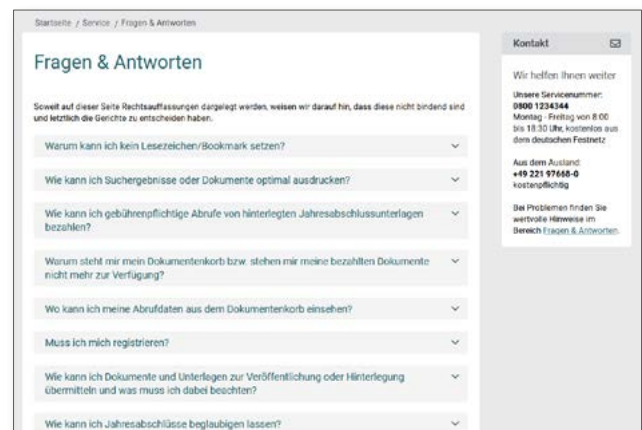 Startseite / Service / Fragen & Antworten
Fragen & Antworten
Soweit auf dieser Seite Rechtsauffassungen dargelegt werden, weisen wir darauf hin, dass diese nicht bindend sind
und letztlich die Gerichte zu entscheiden haben.
Warum kann ich kein Lesezeichen/Bookmark setzen?
Wie kann ich Suchergebnisse oder Dokumente optimal ausdrucken?
Wie kann ich gebührenpflichtige Abrufe von hinterlegten Jahresabschlussunterlagen
bezahlen?
Warum steht mir mein Dokumentenkorb bzw. stehen mir meine bezahlten Dokumente
nicht mehr zur Verfügung?
Wo kann ich meine Abrufdaten aus dem Dokumentenkorb einsehen?
Muss ich mich registrieren?
Wie kann ich Dokumente und Unterlagen zur Veröffentlichung oder Hinterlegung
übermitteln und was muss ich dabei beachten?
Wie kann ich Jahresabschlüsse beglaubigen lassen?
Kontakt
Wir helfen Ihnen weiter
Unsere Servicenummer:
0800 1234344
Montag - Freitag von 8:00
bis 18:30 Uhr, kostenlos aus
dem deutschen Festnetz
Aus dem Ausland:
+49 221 97668-0
kostenpflichtig
Bei Problemen finden Sie
wertvolle Hinweise im
Bereich Fragen & Antworten.